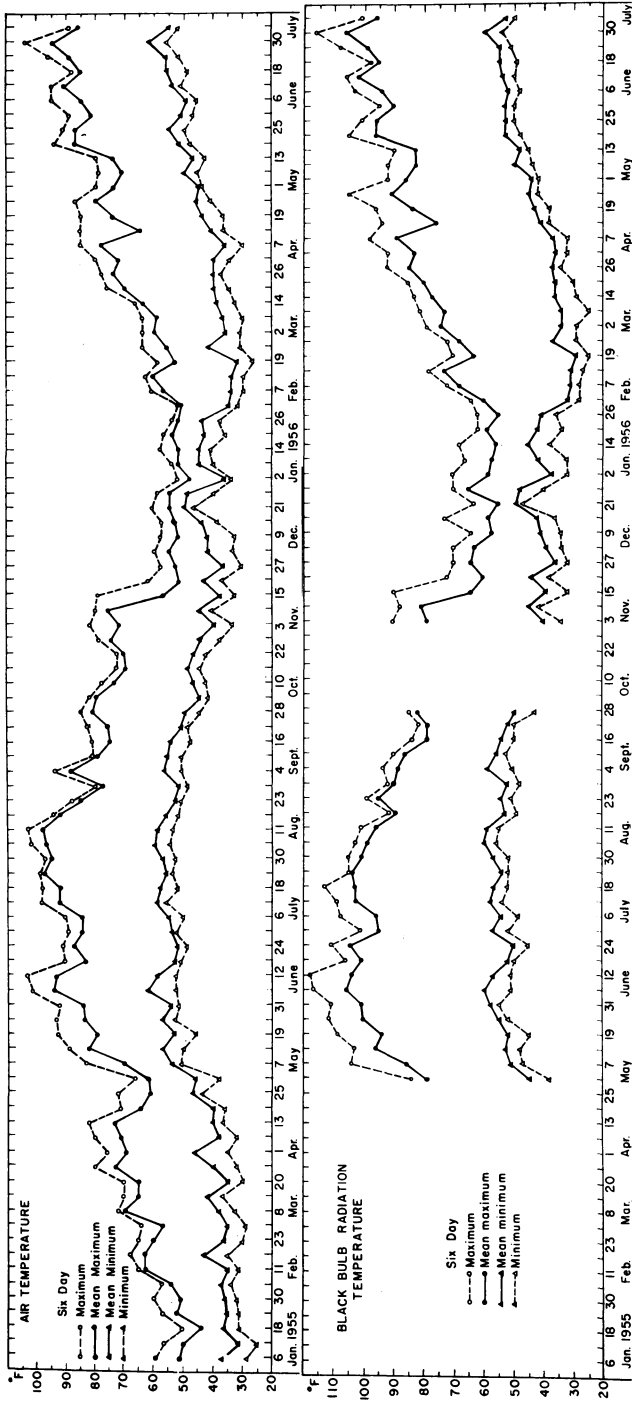 °F
100
90
80
70
60
50
40
30
20
AIR TEMPERATURE
Six Day
Maximum
Mean Maximum
Mean Minimum
Minimum
6 18 30 11 23 8 20 1 13 25 7 19 31 12 24 6 18 30 11 23 4 16 28 10 22 3 15 27 9 21 2 14 26 7 19 2 14 26 7 19 1 13 25 6 18 30
Jan. 1955 Feb. Mar. Apr. May June July Aug. Sept. Oct. Nov. Dec. Jan. 1956 Feb. Mar. Apr. May June July
°F
110
100
90
80
70
60
50
40
30
20
BLACK BULB RADIATION
TEMPERATURE
Six Day
Maximum
Mean maximum
Mean minimum
Minimum
6 18 30 11 23 8 20 1 13 25 7 19 31 12 24 6 18 30 11 23 4 16 28 10 22 3 15 27 9 21 2 14 26 7 19 2 14 26 7 19 1 13 25 6 18 30
Jan. 1955 Feb. Mar. Apr. May June July Aug. Sept. Oct. Nov. Dec. Jan. 1956 Feb. Mar. Apr. May June July